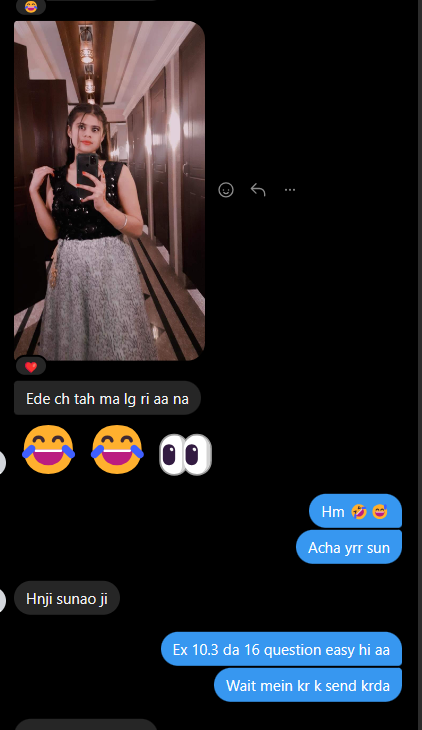 Ede ch tah ma lg ri aa na
Hm 🤣 😅
Acha yrr sun
Hnji sunao ji
Ex 10.3 da 16 question easy hi aa
Wait mein kr k send krda